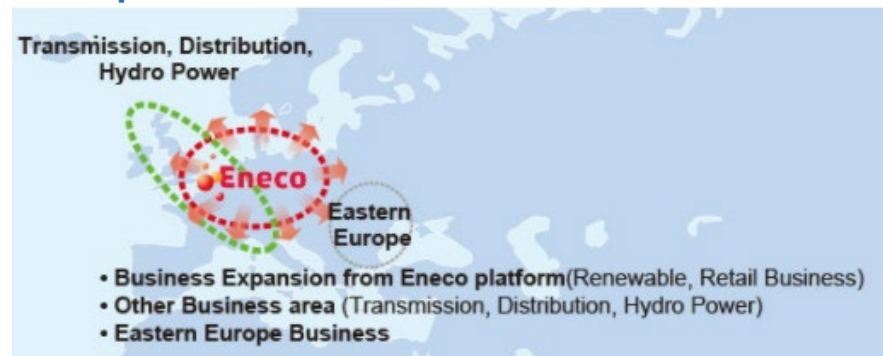 Transmission, Distribution,
Hydro Power
Eneco
Eastern
Europe
• Business Expansion from Eneco platform(Renewable, Retail Business)
• Other Business area (Transmission, Distribution, Hydro Power)
• Eastern Europe Business